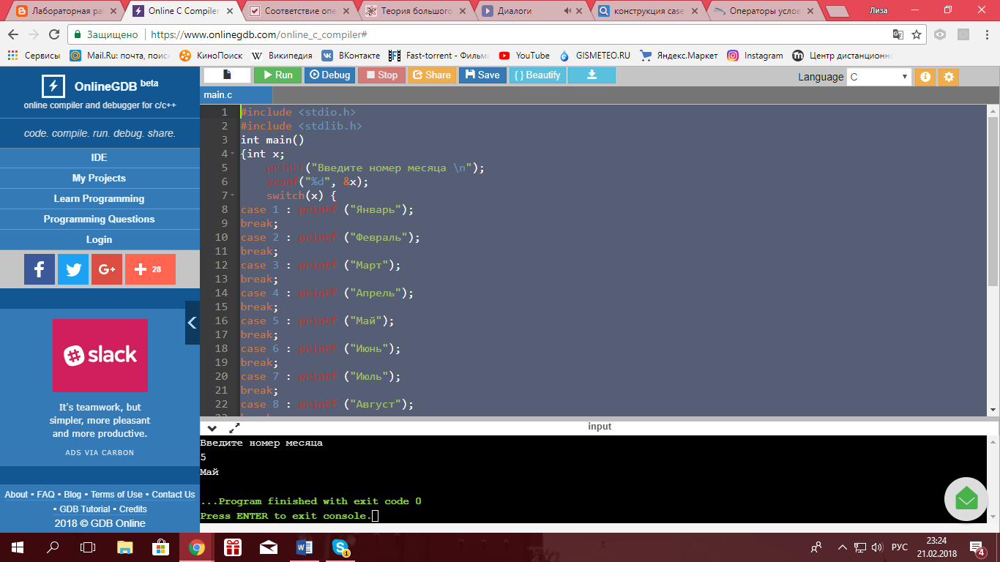 Лабораторная ра
Online C Compiler
Соответствие опе
Теория большого
Диалоги
конструкция case
Операторы услов
Лиза
Защищено
https://www.onlinegdb.com/online_c_compiler#
Сервисы
Mail.Ru: почта, поис
КиноПоиск
Википедия
ВКонтакте
Fast-torrent - Фильм
YouTube
GISMETEO.RU
Яндекс.Маркет
Instagram
Центр дистанционн
OnlineGDB beta
online compiler and debugger for c/c++
code. compile. run. debug. share.
IDE
My Projects
Learn Programming
Programming Questions
Login
28
slack
It's teamwork, but
simpler, more pleasant
and more productive.
ADS VIA CARBON
About • FAQ • Blog • Terms of Use • Contact Us
• GDB Tutorial • Credits
2018 © GDB Online
Run
Debug
Stop
Share
Save
{ } Beautify
Language
C
main.c
1 #include <stdio.h>
2 #include <stdlib.h>
3 int main()
4 {int x;
5 printf("Введите номер месяца \n");
6 scanf("%d", &x);
7 switch(x) {
8 case 1 : printf ("Январь");
9 break;
10 case 2 : printf ("Февраль");
11 break;
12 case 3 : printf ("Март");
13 break;
14 case 4 : printf ("Апрель");
15 break;
16 case 5 : printf ("Май");
17 break;
18 case 6 : printf ("Июнь");
19 break;
20 case 7 : printf ("Июль");
21 break;
22 case 8 : printf ("Август");
input
Введите номер месяца
5
Май
...Program finished with exit code 0
Press ENTER to exit console.
РУС
23:24
21.02.2018
4
1